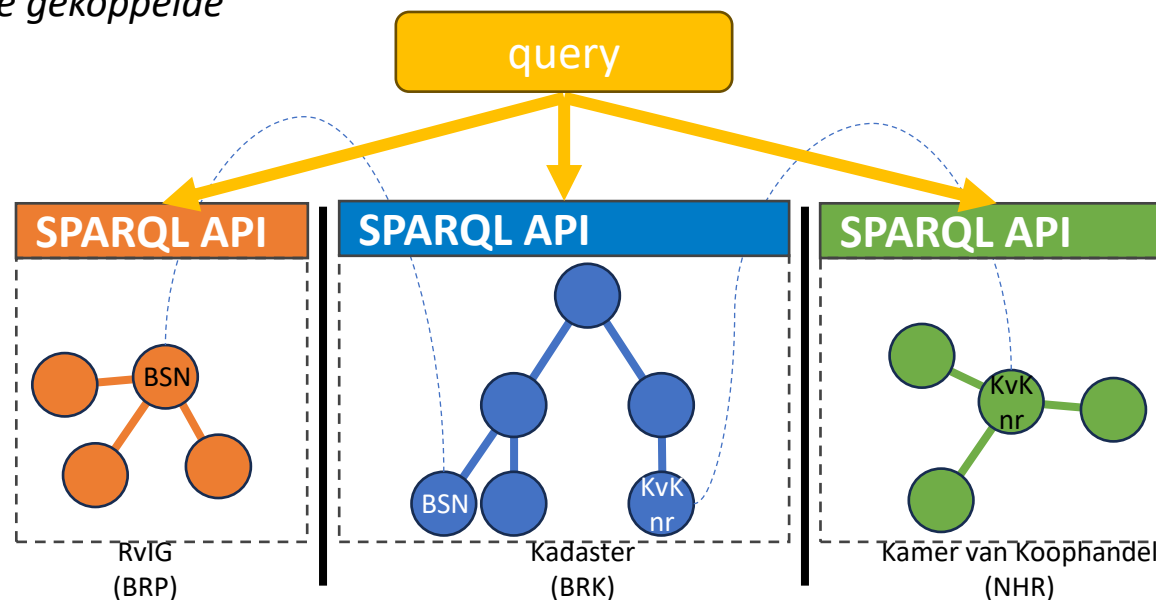 e gekoppelde
query
SPARQL API
SPARQL API
SPARQL API
BSN
BSN
KvK
nr
KvK
nr
RvIG
(BRP)
Kadaster
(BRK)
Kamer van Koophandel
(NHR)